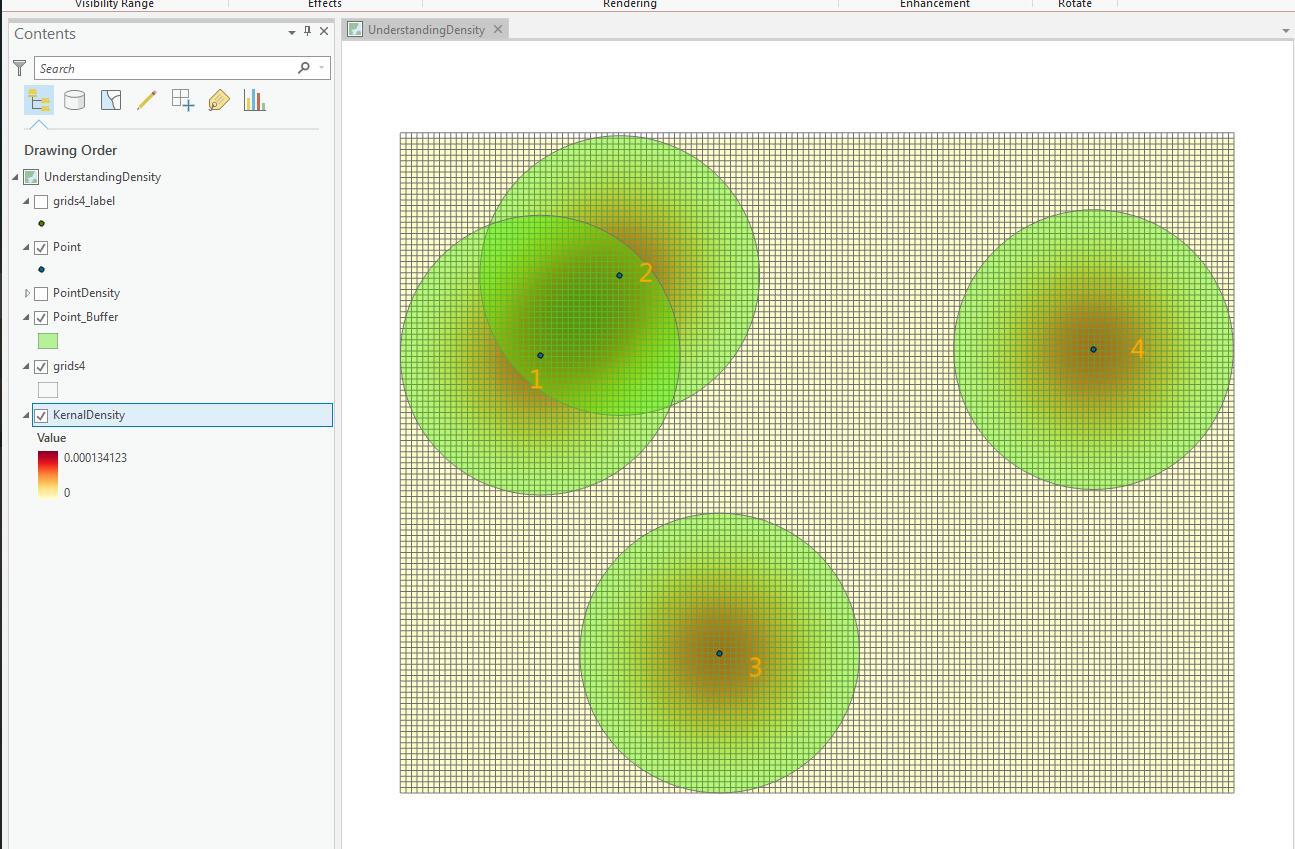 Visibility Range Effects Rendering Enhancement Rotate
Contents
UnderstandingDensity
Search
Drawing Order
UnderstandingDensity
grids4_label
Point
PointDensity
Point_Buffer
grids4
KernalDensity
Value
0.000134123
0
2
1
4
3